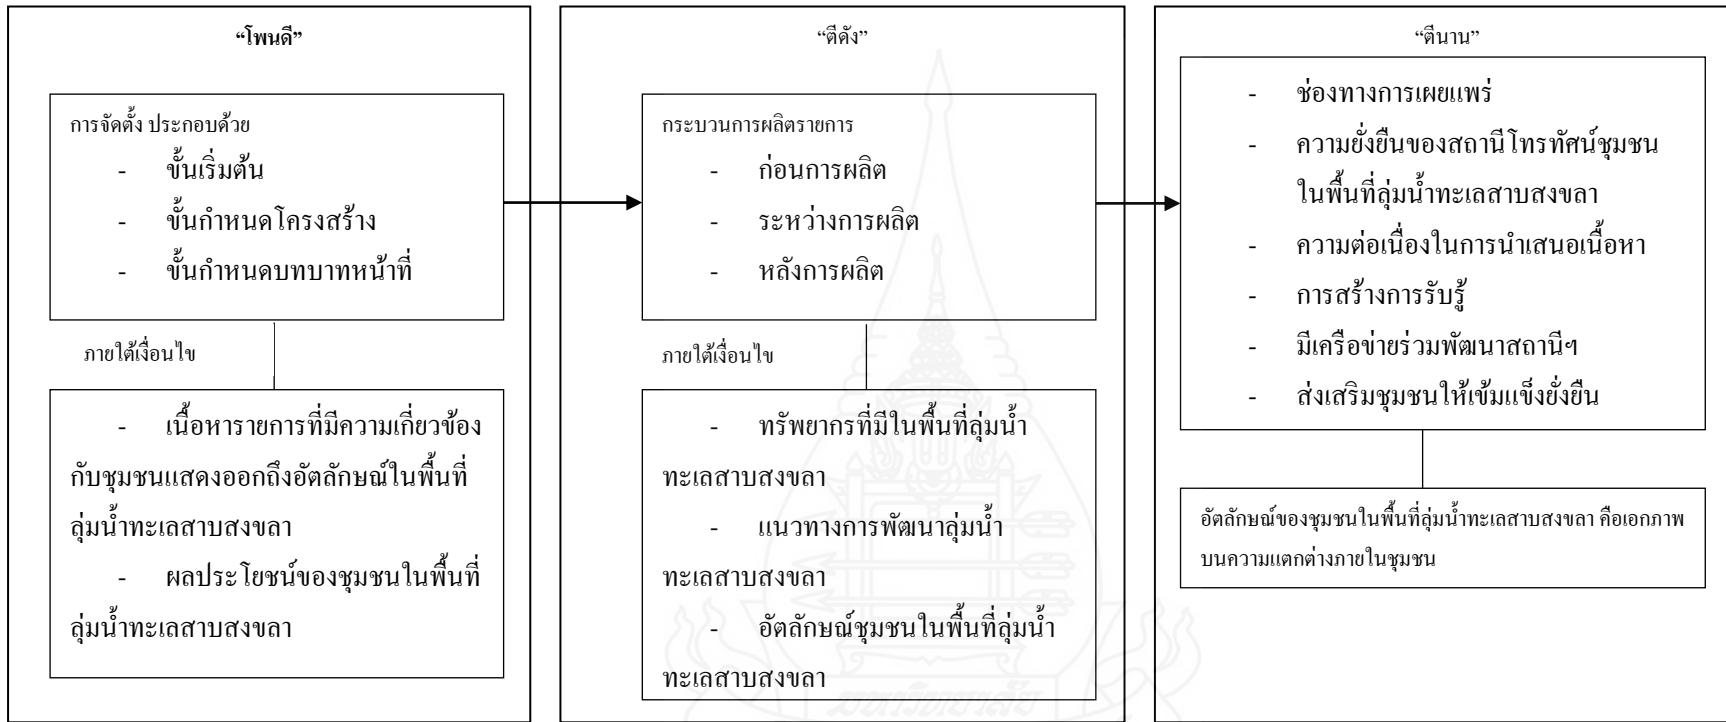 “โพนดี”
การจัดตั้ง ประกอบด้วย
- ขั้นเริ่มต้น
- ขั้นกำหนดโครงสร้าง
- ขั้นกำหนดบทบาทหน้าที่
ภายใต้เงื่อนไข
- เนื้อหารายการที่มีความเกี่ยวข้อง
กับชุมชนแสดงออกถึงอัตลักษณ์ในพื้นที่
ลุ่มน้ำทะเลสาบสงขลา
- ผลประโยชน์ของชุมชนในพื้นที่
ลุ่มน้ำทะเลสาบสงขลา
“ตีดัง”
กระบวนการผลิตรายการ
- ก่อนการผลิต
- ระหว่างการผลิต
- หลังการผลิต
ภายใต้เงื่อนไข
- ทรัพยากรที่มีในพื้นที่ลุ่มน้ำ
ทะเลสาบสงขลา
- แนวทางการพัฒนาลุ่มน้ำ
ทะเลสาบสงขลา
- อัตลักษณ์ชุมชนในพื้นที่ลุ่มน้ำ
ทะเลสาบสงขลา
มหาวิทยาลัย
“ตีนาน”
- ช่องทางการเผยแพร่
- ความยั่งยืนของสถานีโทรทัศน์ชุมชน
ในพื้นที่ลุ่มน้ำทะเลสาบสงขลา
- ความต่อเนื่องในการนำเสนอเนื้อหา
- การสร้างการรับรู้
- มีเครือข่ายร่วมพัฒนาสถานีฯ
- ส่งเสริมชุมชนให้เข้มแข็งยั่งยืน
อัตลักษณ์ของชุมชนในพื้นที่ลุ่มน้ำทะเลสาบสงขลา คือเอกภาพ
บนความแตกต่างภายในชุมชน